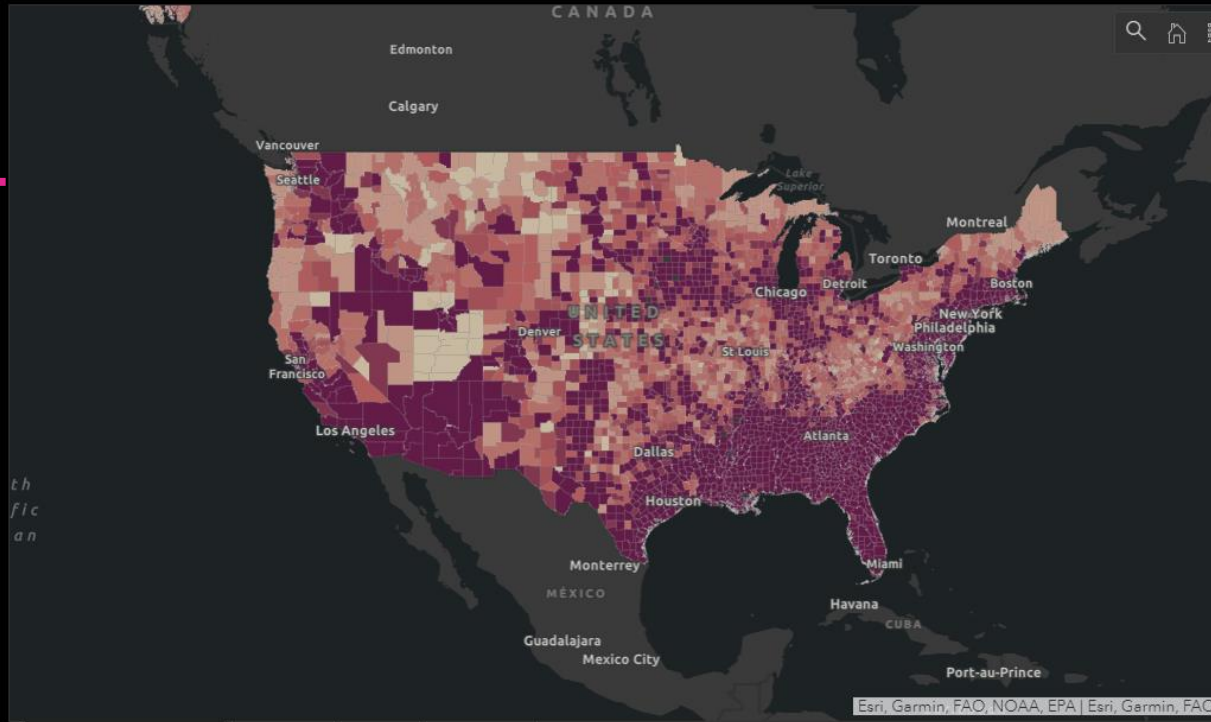 CANADA
Edmonton
Calgary
Vancouver
Seattle
Lake
Superior
Montreal
Toronto
Boston
Chicago
Detroit
New York
Philadelphia
UNITED
STATES
Denver
St Louis
Washington
San
Francisco
Los Angeles
Atlanta
Dallas
th
fic
an
Houston
Monterrey
Miami
MÉXICO
Havana
CUBA
Guadalajara
Mexico City
Port-au-Prince
Esri, Garmin, FAO, NOAA, EPA | Esri, Garmin, FAO